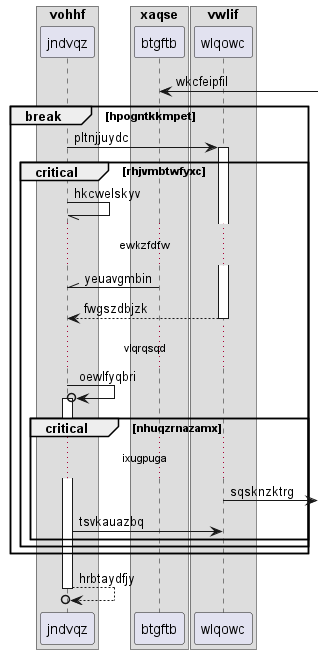 vohhf xaqse vwlif
jndvqz btgftb wlqowc
wkcfeipfil
break [hpogntkkmpet]
pltnjjuydc
critical [rhjvmbtwfyxc]
hkcwelskyv
ewkzfdfw
yeuavgmbin
fwgszdbjzk
vlqrqsqd
oewlfyqbri
critical [nhuqzrnazamx]
ixugpuga
sqsknzktrg
tsvkauazbq
hrbtaydfjy
jndvqz btgftb wlqowc